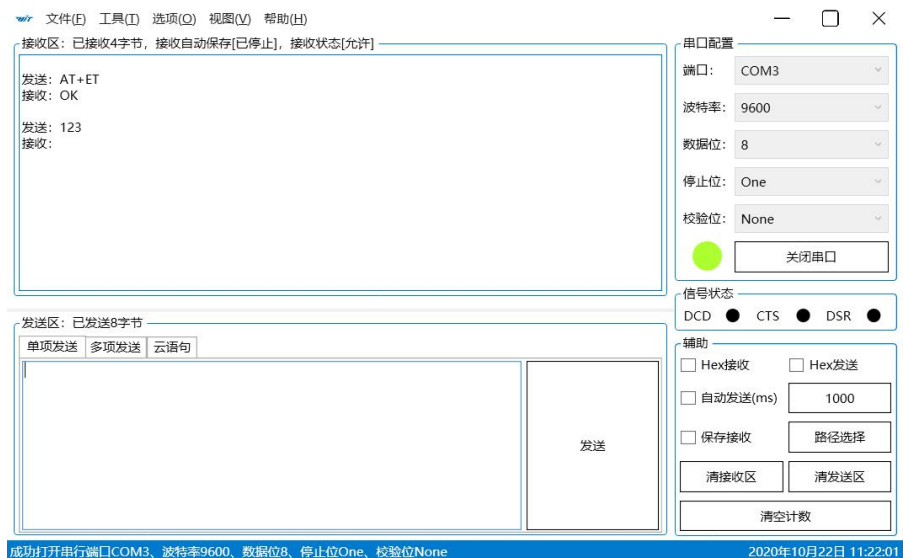 wir 文件(F) 工具(T) 选项(O) 视图(V) 帮助(H)
接收区：已接收4字节，接收自动保存[已停止]，接收状态[允许]
发送：AT+ET
接收：OK
发送：123
接收：
发送区：已发送8字节
单项发送 多项发送 云语句
发送
串口配置
端口： COM3
波特率： 9600
数据位： 8
停止位： One
校验位： None
关闭串口
信号状态
DCD CTS DSR
辅助
Hex接收 Hex发送
自动发送(ms) 1000
保存接收 路径选择
清接收区 清发送区
清空计数
成功打开串行端口COM3、波特率9600、数据位8、停止位One、校验位None 2020年10月22日 11:22:01